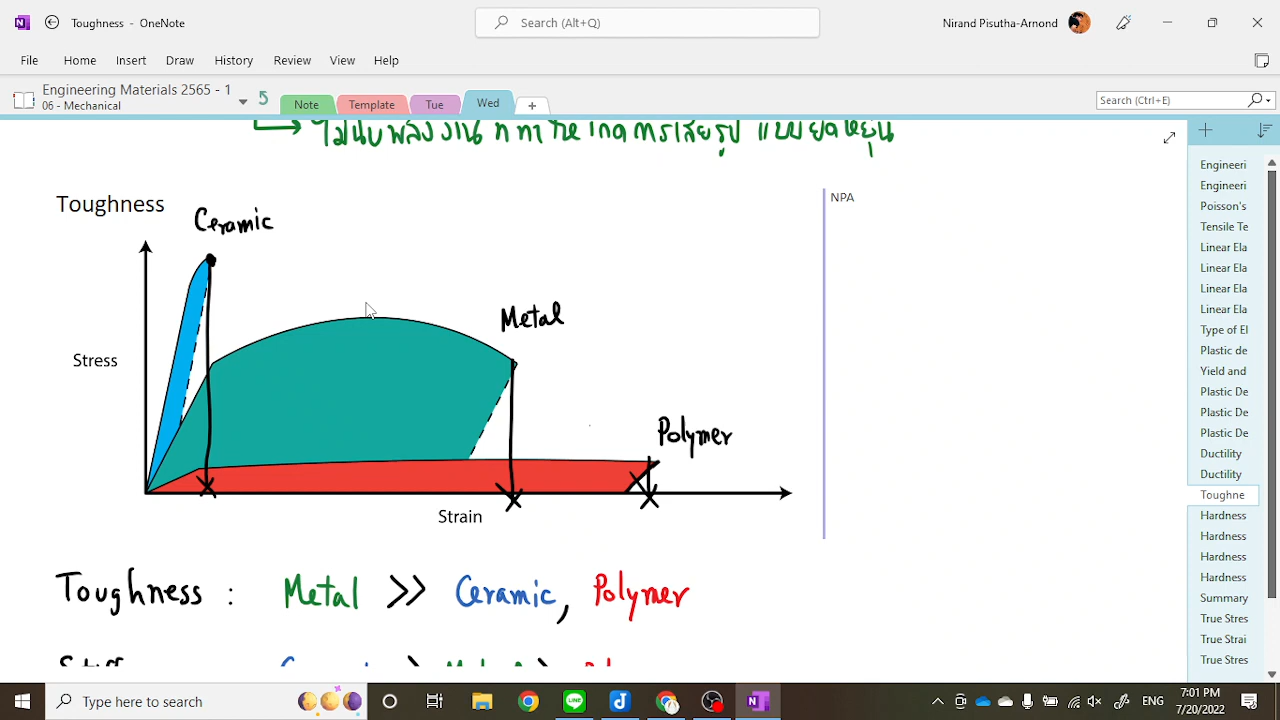 Toughness - OneNote
Search (Alt+Q)
Nirand Pisutha-Arnond
File Home Insert Draw History Review View Help
Engineering Materials 2565 - 1
06 - Mechanical
Note Template Tue Wed
Search (Ctrl+E)
Toughness
NPA
Ceramic
Metal
Stress
Polymer
Strain
Toughness : Metal >> Ceramic, Polymer
Engineeri
Engineeri
Poisson's
Tensile Te
Linear Ela
Linear Ela
Linear Ela
Linear Ela
Type of El
Plastic de
Yield and
Plastic De
Plastic De
Plastic De
Ductility
Ductility
Toughne
Hardness
Hardness
Hardness
Hardness
Summary
True Stres
True Strai
True Stres
Type here to search
ENG
7:01 PM
7/20/2022